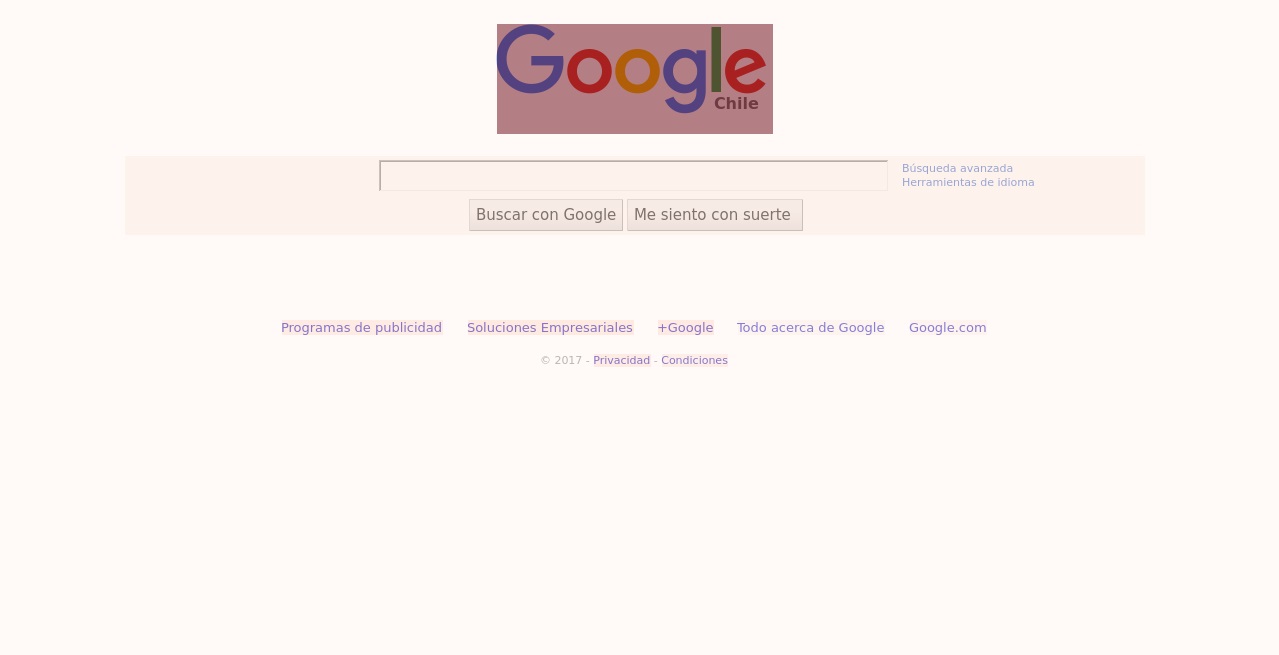 Google
Chile
Búsqueda avanzada
Herramientas de idioma
Buscar con Google Me siento con suerte
Programas de publicidad Soluciones Empresariales +Google Todo acerca de Google Google.com
© 2017 - Privacidad - Condiciones